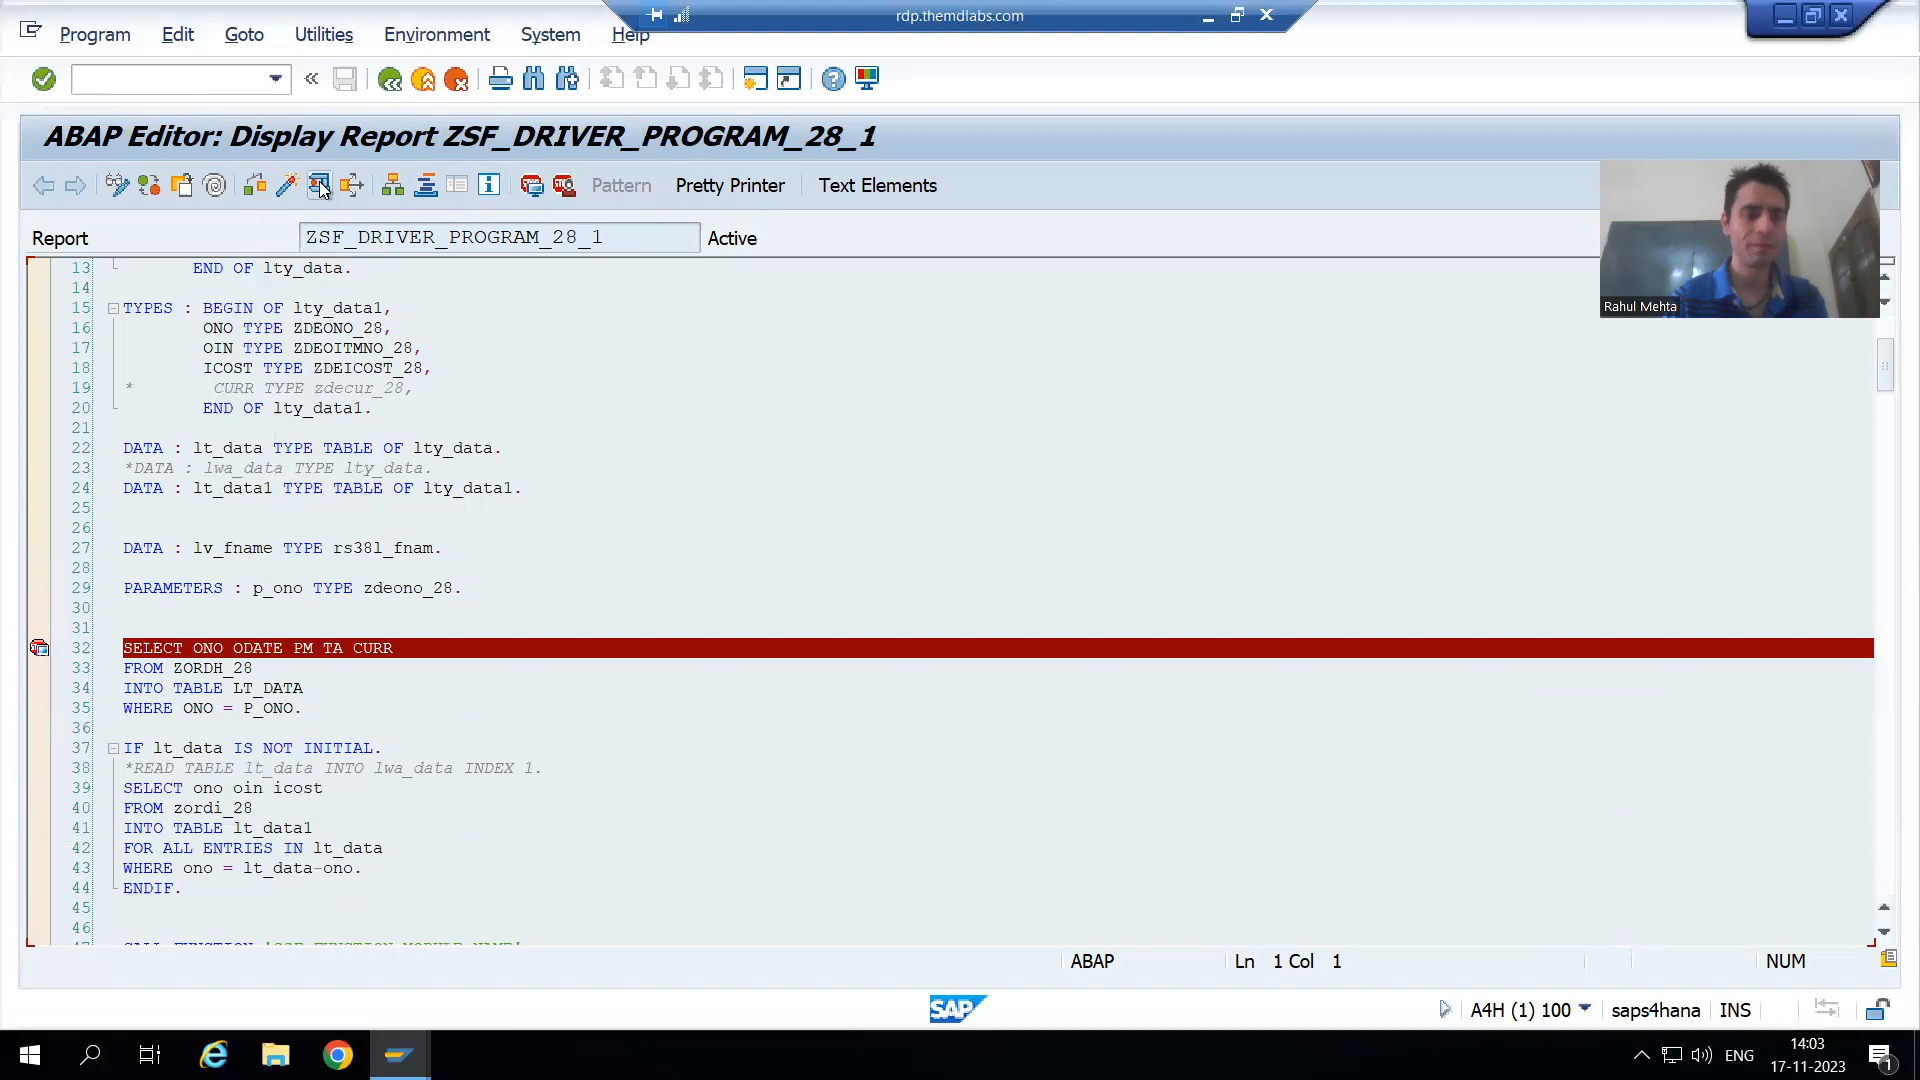 rdp.themdlabs.com
Program Edit Goto Utilities Environment System Help
ABAP Editor: Display Report ZSF_DRIVER_PROGRAM_28_1
Pattern Pretty Printer Text Elements
Report ZSF_DRIVER_PROGRAM_28_1 Active
Rahul Mehta
13 END OF lty_data.
14
15 TYPES : BEGIN OF lty_data1,
16 ONO TYPE ZDEONO_28,
17 OIN TYPE ZDEOITMNO_28,
18 ICOST TYPE ZDEICOST_28,
19 * CURR TYPE zdecur_28,
20 END OF lty_data1.
21
22 DATA : lt_data TYPE TABLE OF lty_data.
23 *DATA : lwa_data TYPE lty_data.
24 DATA : lt_data1 TYPE TABLE OF lty_data1.
25
26
27 DATA : lv_fname TYPE rs38l_fnam.
28
29 PARAMETERS : p_ono TYPE zdeono_28.
30
31
32 SELECT ONO ODATE PM TA CURR
33 FROM ZORDH_28
34 INTO TABLE LT_DATA
35 WHERE ONO = P_ONO.
36
37 IF lt_data IS NOT INITIAL.
38 *READ TABLE lt_data INTO lwa_data INDEX 1.
39 SELECT ono oin icost
40 FROM zordi_28
41 INTO TABLE lt_data1
42 FOR ALL ENTRIES IN lt_data
43 WHERE ono = lt_data-ono.
44 ENDIF.
45
46
ABAP Ln 1 Col 1 NUM
SAP A4H (1) 100 saps4hana INS
ENG 14:03
17-11-2023 1